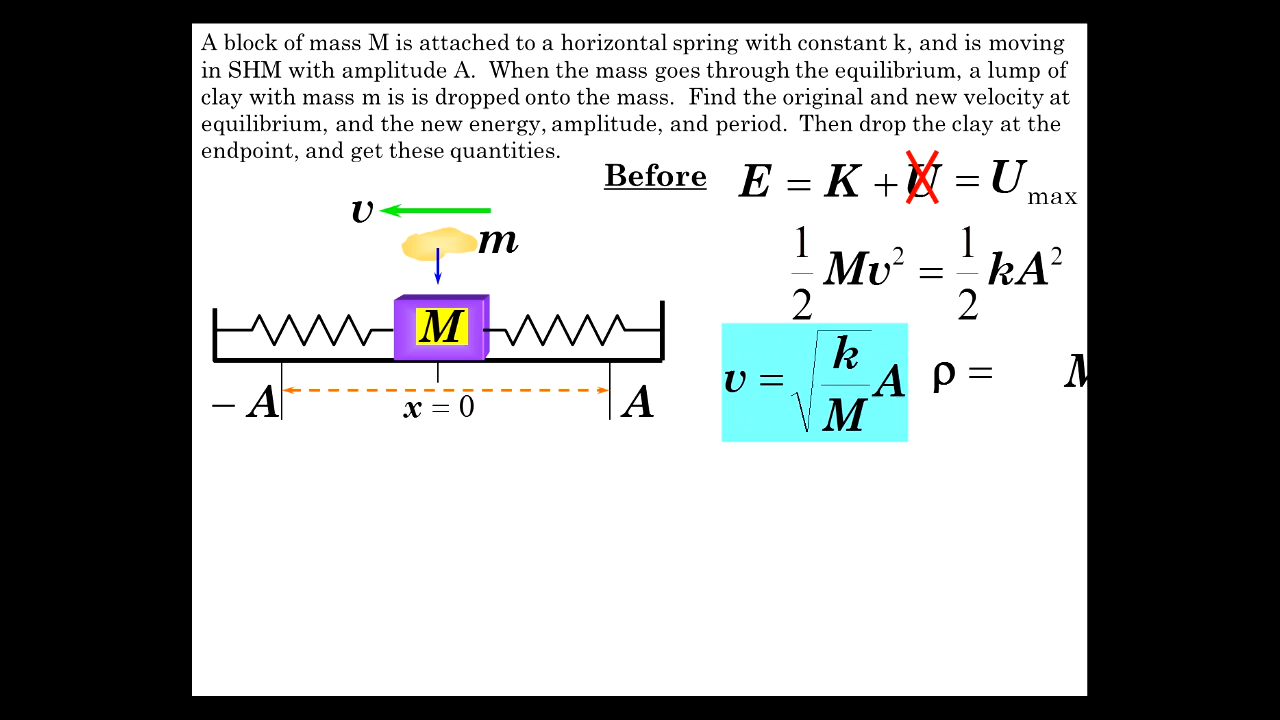 A block of mass M is attached to a horizontal spring with constant k, and is moving
in SHM with amplitude A.  When the mass goes through the equilibrium, a lump of
clay with mass m is is dropped onto the mass.  Find the original and new velocity at
equilibrium, and the new energy, amplitude, and period.  Then drop the clay at the
endpoint, and get these quantities.
Before
E = K + U = U max
v
m
1/2 Mv² = 1/2 kA²
M
v = √(k/M) A
ρ =
– A
x = 0
A